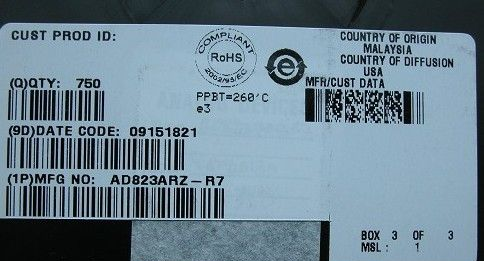 CUST PROD ID:
COMPLIANT
RoHS
2002/95/EC
e
COUNTRY OF ORIGIN
MALAYSIA
COUNTRY OF DIFFUSION
USA
MFR/CUST DATA
(Q)QTY: 750
PPBT=260'C
e3
(9D)DATE CODE: 09151821
(1P)MFG NO: AD823ARZ-R7
BOX 3 OF 3
MSL: 1